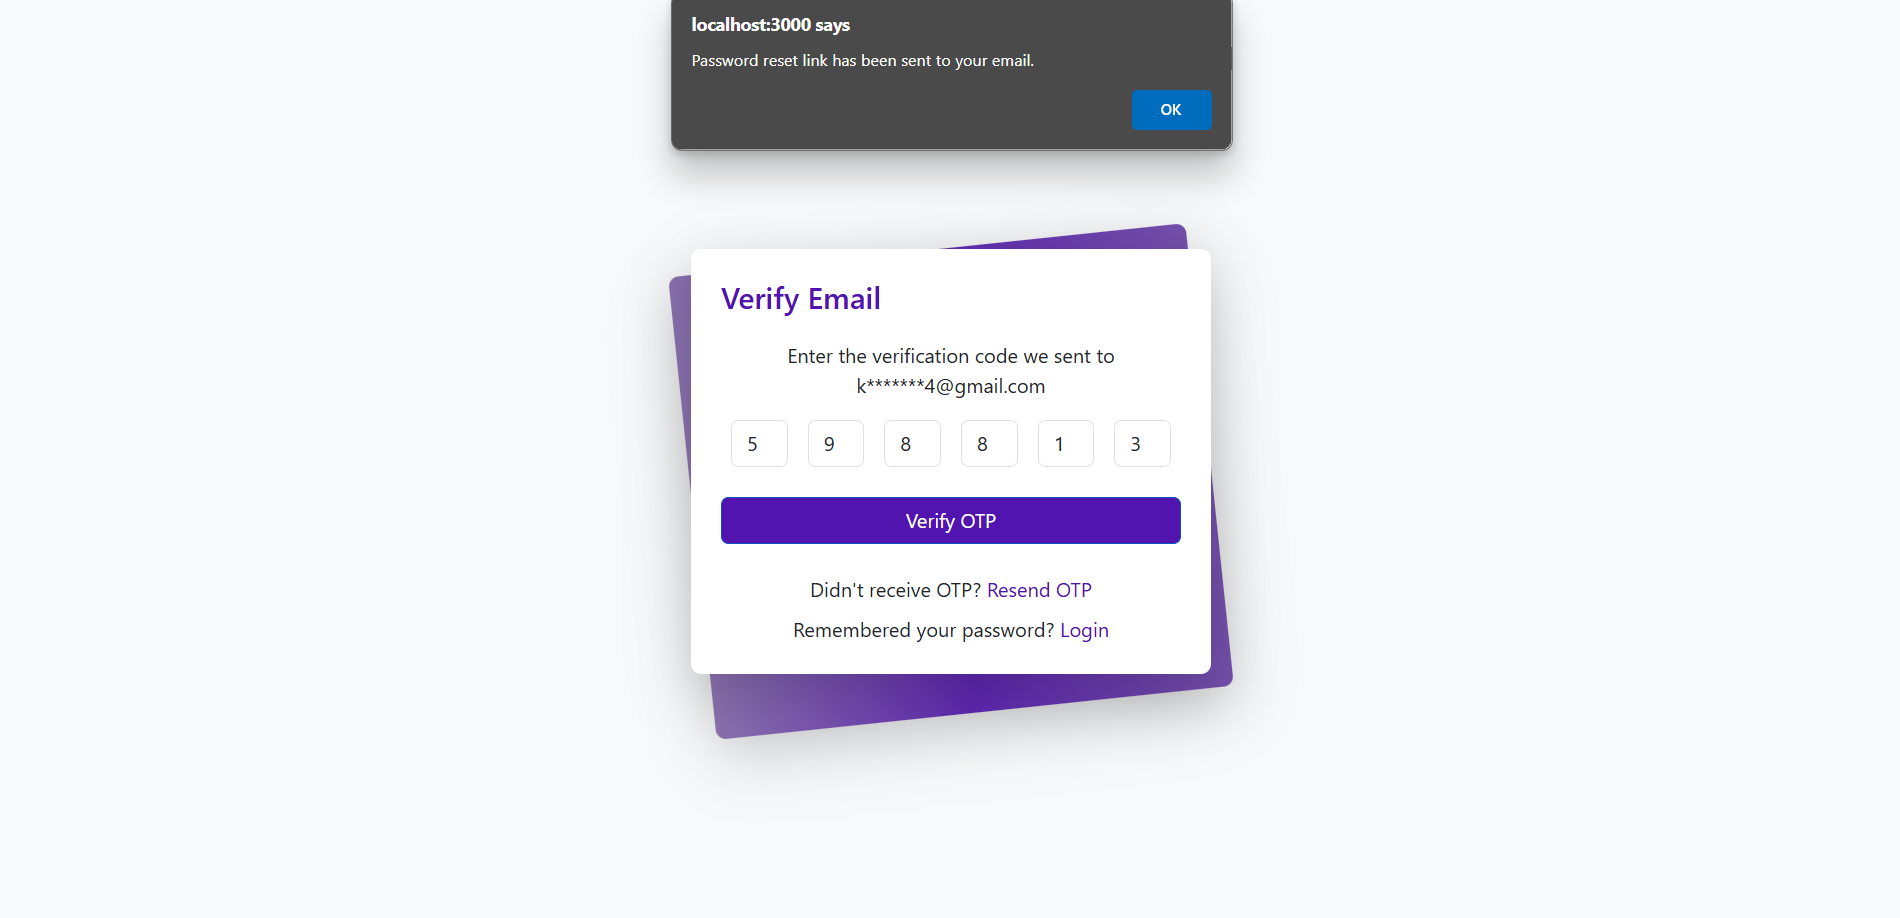 localhost:3000 says
Password reset link has been sent to your email.
OK
Verify Email
Enter the verification code we sent to
k*******4@gmail.com
5 9 8 8 1 3
Verify OTP
Didn't receive OTP? Resend OTP
Remembered your password? Login